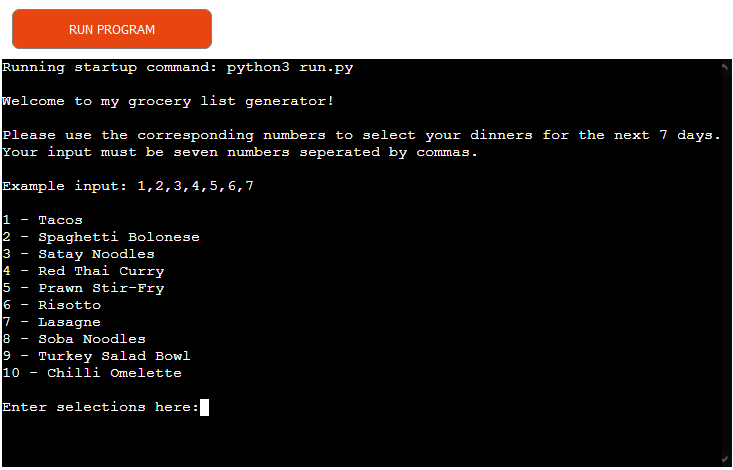 RUN PROGRAM
Running startup command: python3 run.py
Welcome to my grocery list generator!
Please use the corresponding numbers to select your dinners for the next 7 days.
Your input must be seven numbers seperated by commas.
Example input: 1,2,3,4,5,6,7
1 - Tacos
2 - Spaghetti Bolonese
3 - Satay Noodles
4 - Red Thai Curry
5 - Prawn Stir-Fry
6 - Risotto
7 - Lasagne
8 - Soba Noodles
9 - Turkey Salad Bowl
10 - Chilli Omelette
Enter selections here: